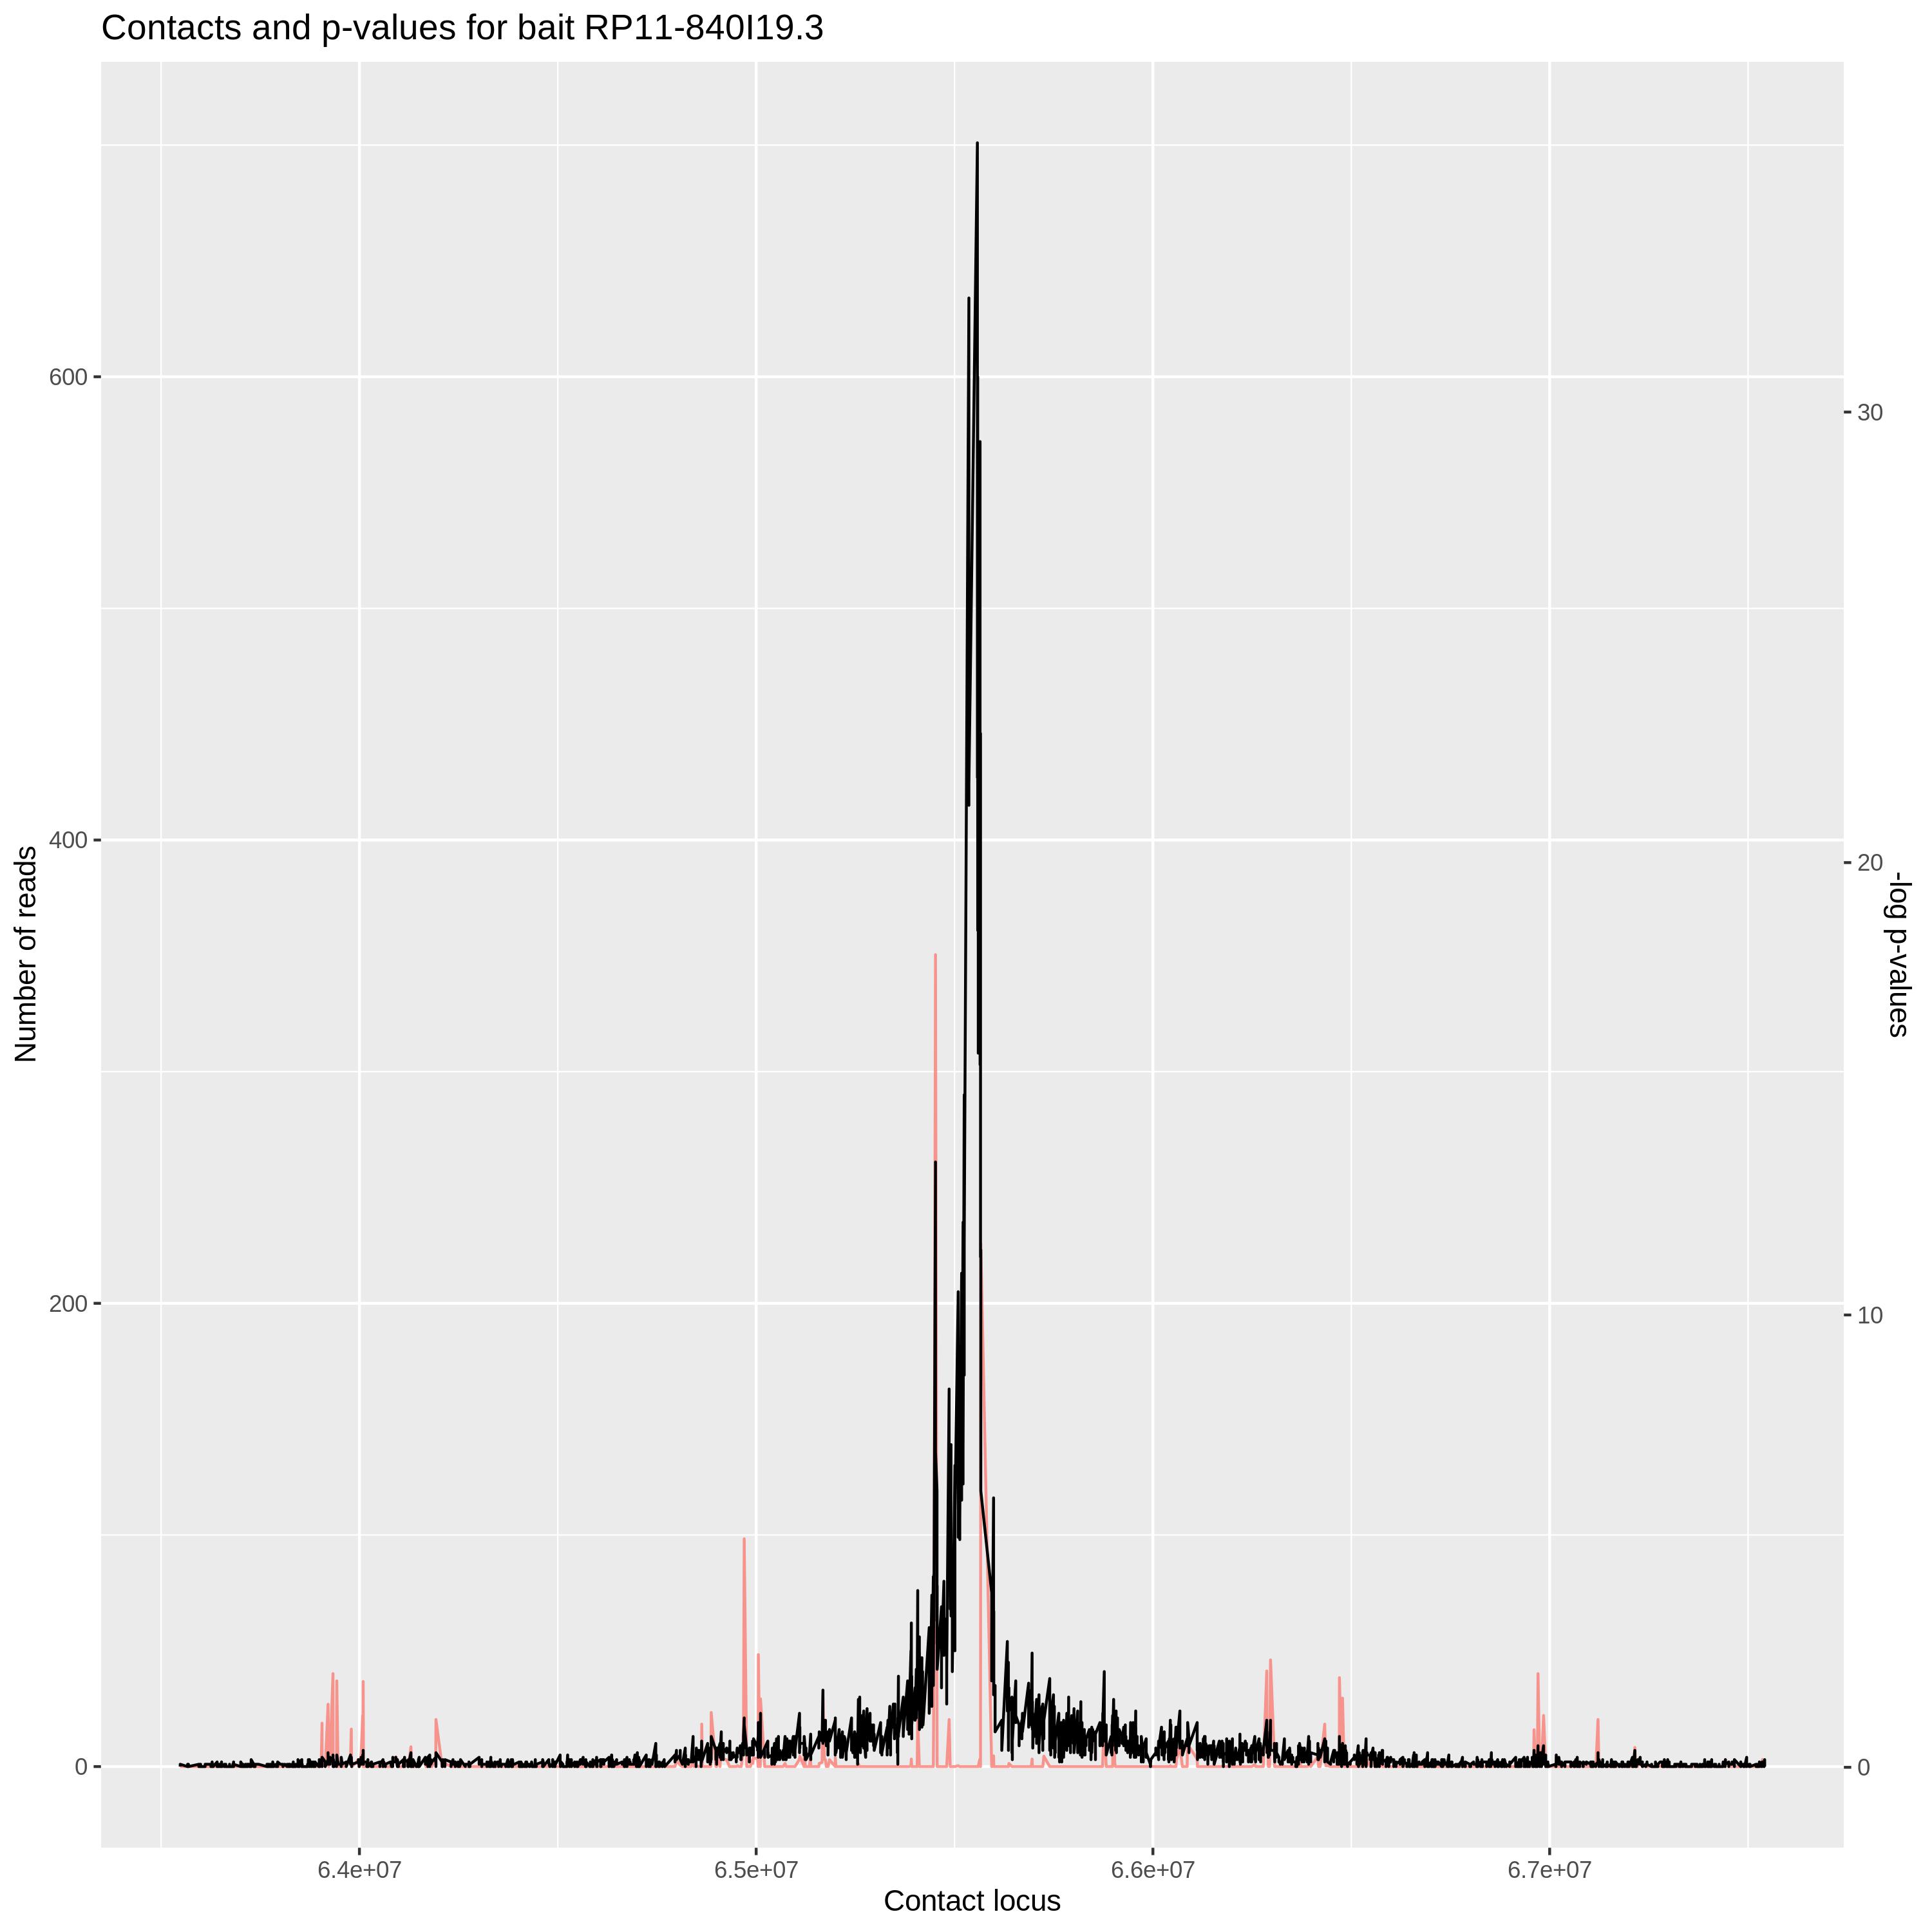 Contacts and p-values for bait RP11-840I19.3
600
400
200
0
Number of reads
30
20
10
0
-log p-values
6.4e+07
6.5e+07
6.6e+07
6.7e+07
Contact locus